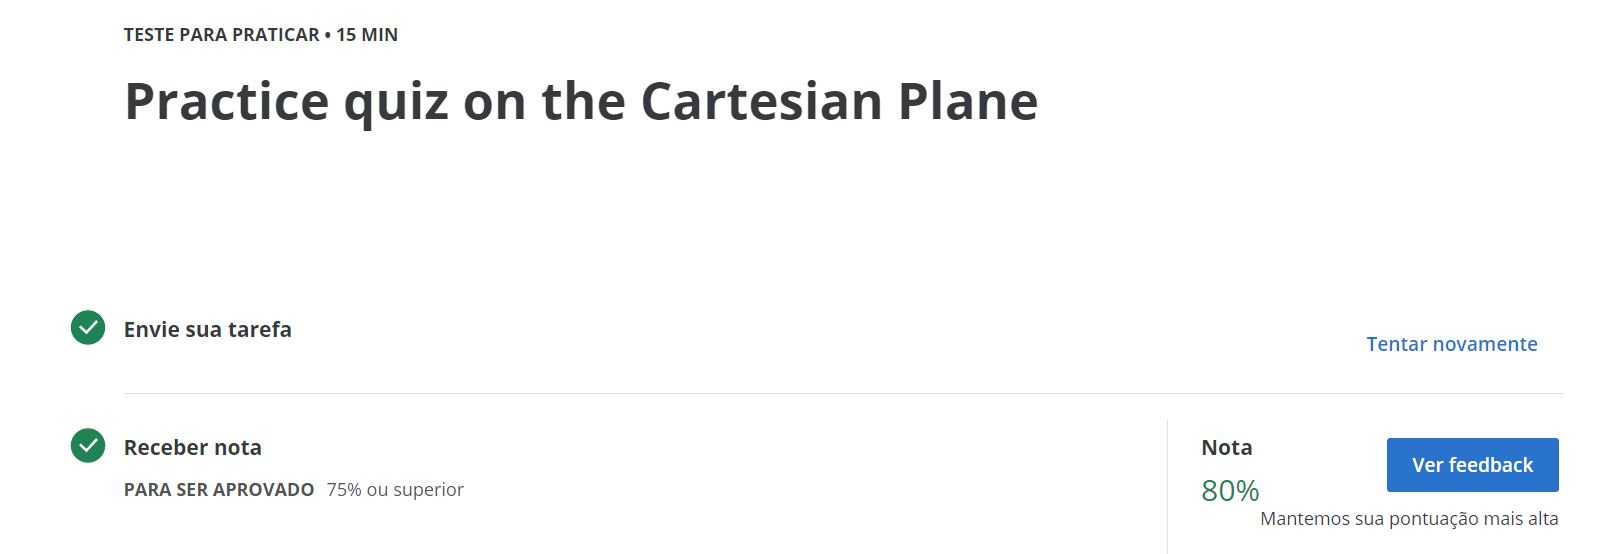 TESTE PARA PRATICAR • 15 MIN
Practice quiz on the Cartesian Plane
Envie sua tarefa
Tentar novamente
Receber nota
PARA SER APROVADO 75% ou superior
Nota
80%
Ver feedback
Mantemos sua pontuação mais alta